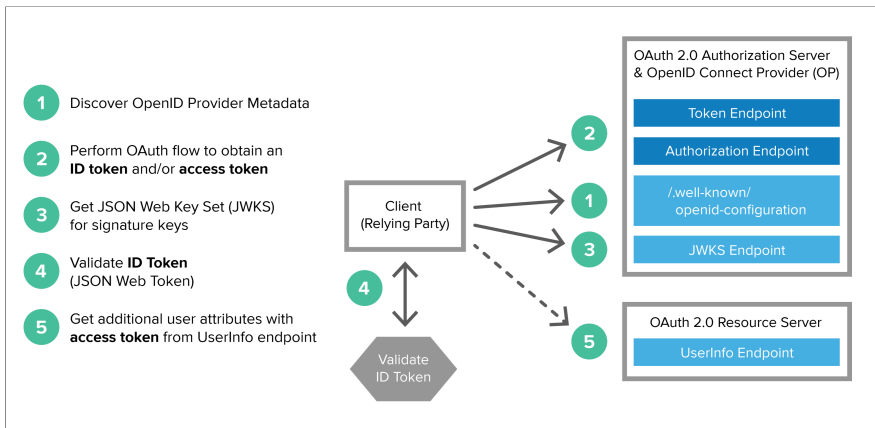 1
Discover OpenID Provider Metadata
2
Perform OAuth flow to obtain an
ID token and/or access token
3
Get JSON Web Key Set (JWKS)
for signature keys
4
Validate ID Token
(JSON Web Token)
5
Get additional user attributes with
access token from UserInfo endpoint
Client
(Relying Party)
4
Validate
ID Token
2
1
3
5
OAuth 2.0 Authorization Server
& OpenID Connect Provider (OP)
Token Endpoint
Authorization Endpoint
/.well-known/
openid-configuration
JWKS Endpoint
OAuth 2.0 Resource Server
UserInfo Endpoint